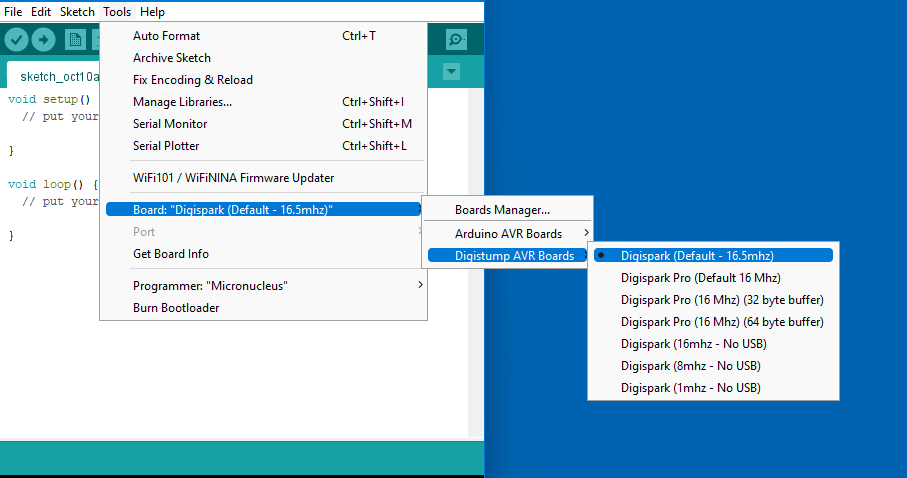 File Edit Sketch Tools Help
Auto Format Ctrl+T
Archive Sketch
Fix Encoding & Reload
Manage Libraries... Ctrl+Shift+I
Serial Monitor Ctrl+Shift+M
Serial Plotter Ctrl+Shift+L
WiFi101 / WiFiNINA Firmware Updater
Board: "Digispark (Default - 16.5mhz)"
Port
Get Board Info
Programmer: "Micronucleus"
Burn Bootloader
sketch_oct10a
void setup()
// put your
}
void loop() {
// put your
}
Boards Manager...
Arduino AVR Boards
Digistump AVR Boards
Digispark (Default - 16.5mhz)
Digispark Pro (Default 16 Mhz)
Digispark Pro (16 Mhz) (32 byte buffer)
Digispark Pro (16 Mhz) (64 byte buffer)
Digispark (16mhz - No USB)
Digispark (8mhz - No USB)
Digispark (1mhz - No USB)